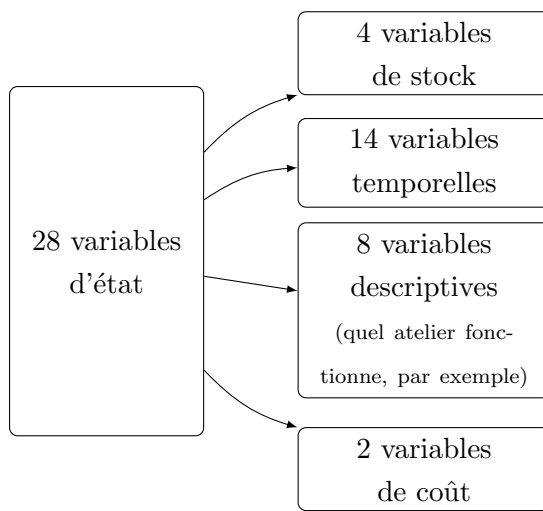 4 variables
de stock
14 variables
temporelles
28 variables
d'état
8 variables
descriptives
(quel atelier fonc-
tionne, par exemple)
2 variables
de coût